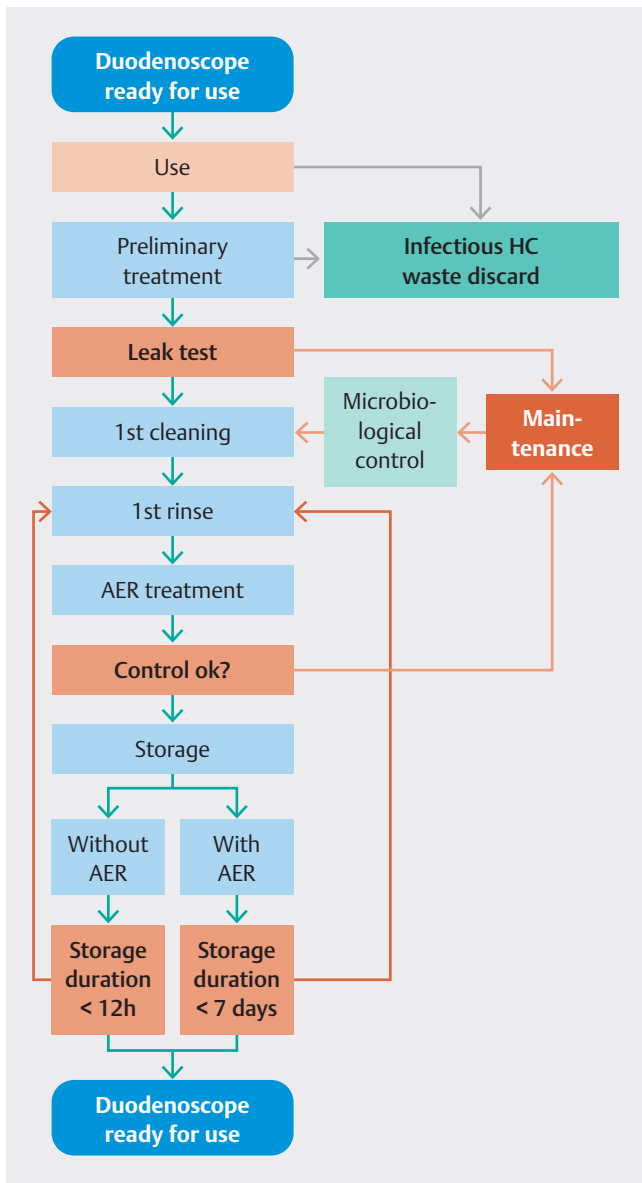 Duodenoscope
ready for use
Use
Preliminary
treatment
Infectious HC
waste discard
Leak test
1st cleaning
Microbio-
logical
control
Main-
tenance
1st rinse
AER treatment
Control ok?
Storage
Without
AER
With
AER
Storage
duration
< 12h
Storage
duration
< 7 days
Duodenoscope
ready for use